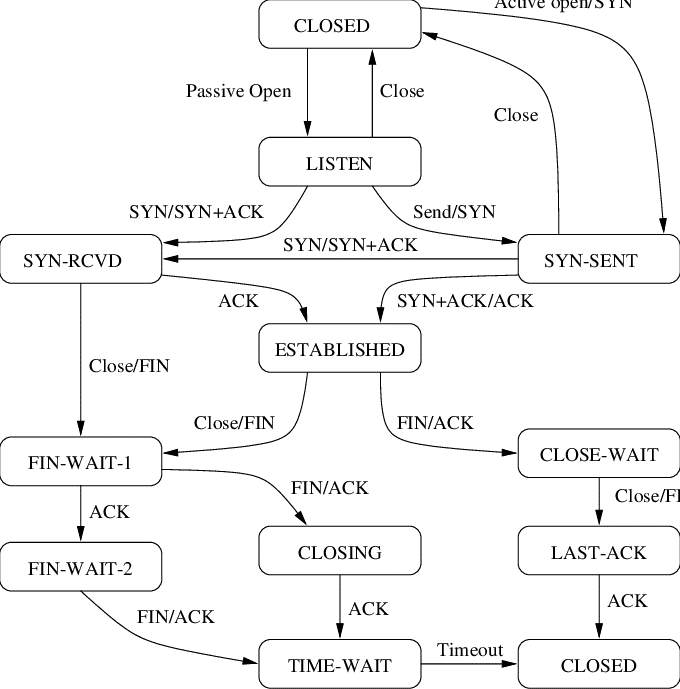 Active open/SYN
CLOSED
Passive Open
Close
Close
LISTEN
SYN/SYN+ACK
Send/SYN
SYN/SYN+ACK
SYN-RCVD
SYN-SENT
ACK
SYN+ACK/ACK
ESTABLISHED
Close/FIN
Close/FIN
FIN/ACK
FIN-WAIT-1
CLOSE-WAIT
FIN/ACK
Close/FI
ACK
CLOSING
LAST-ACK
FIN-WAIT-2
ACK
ACK
FIN/ACK
Timeout
TIME-WAIT
CLOSED